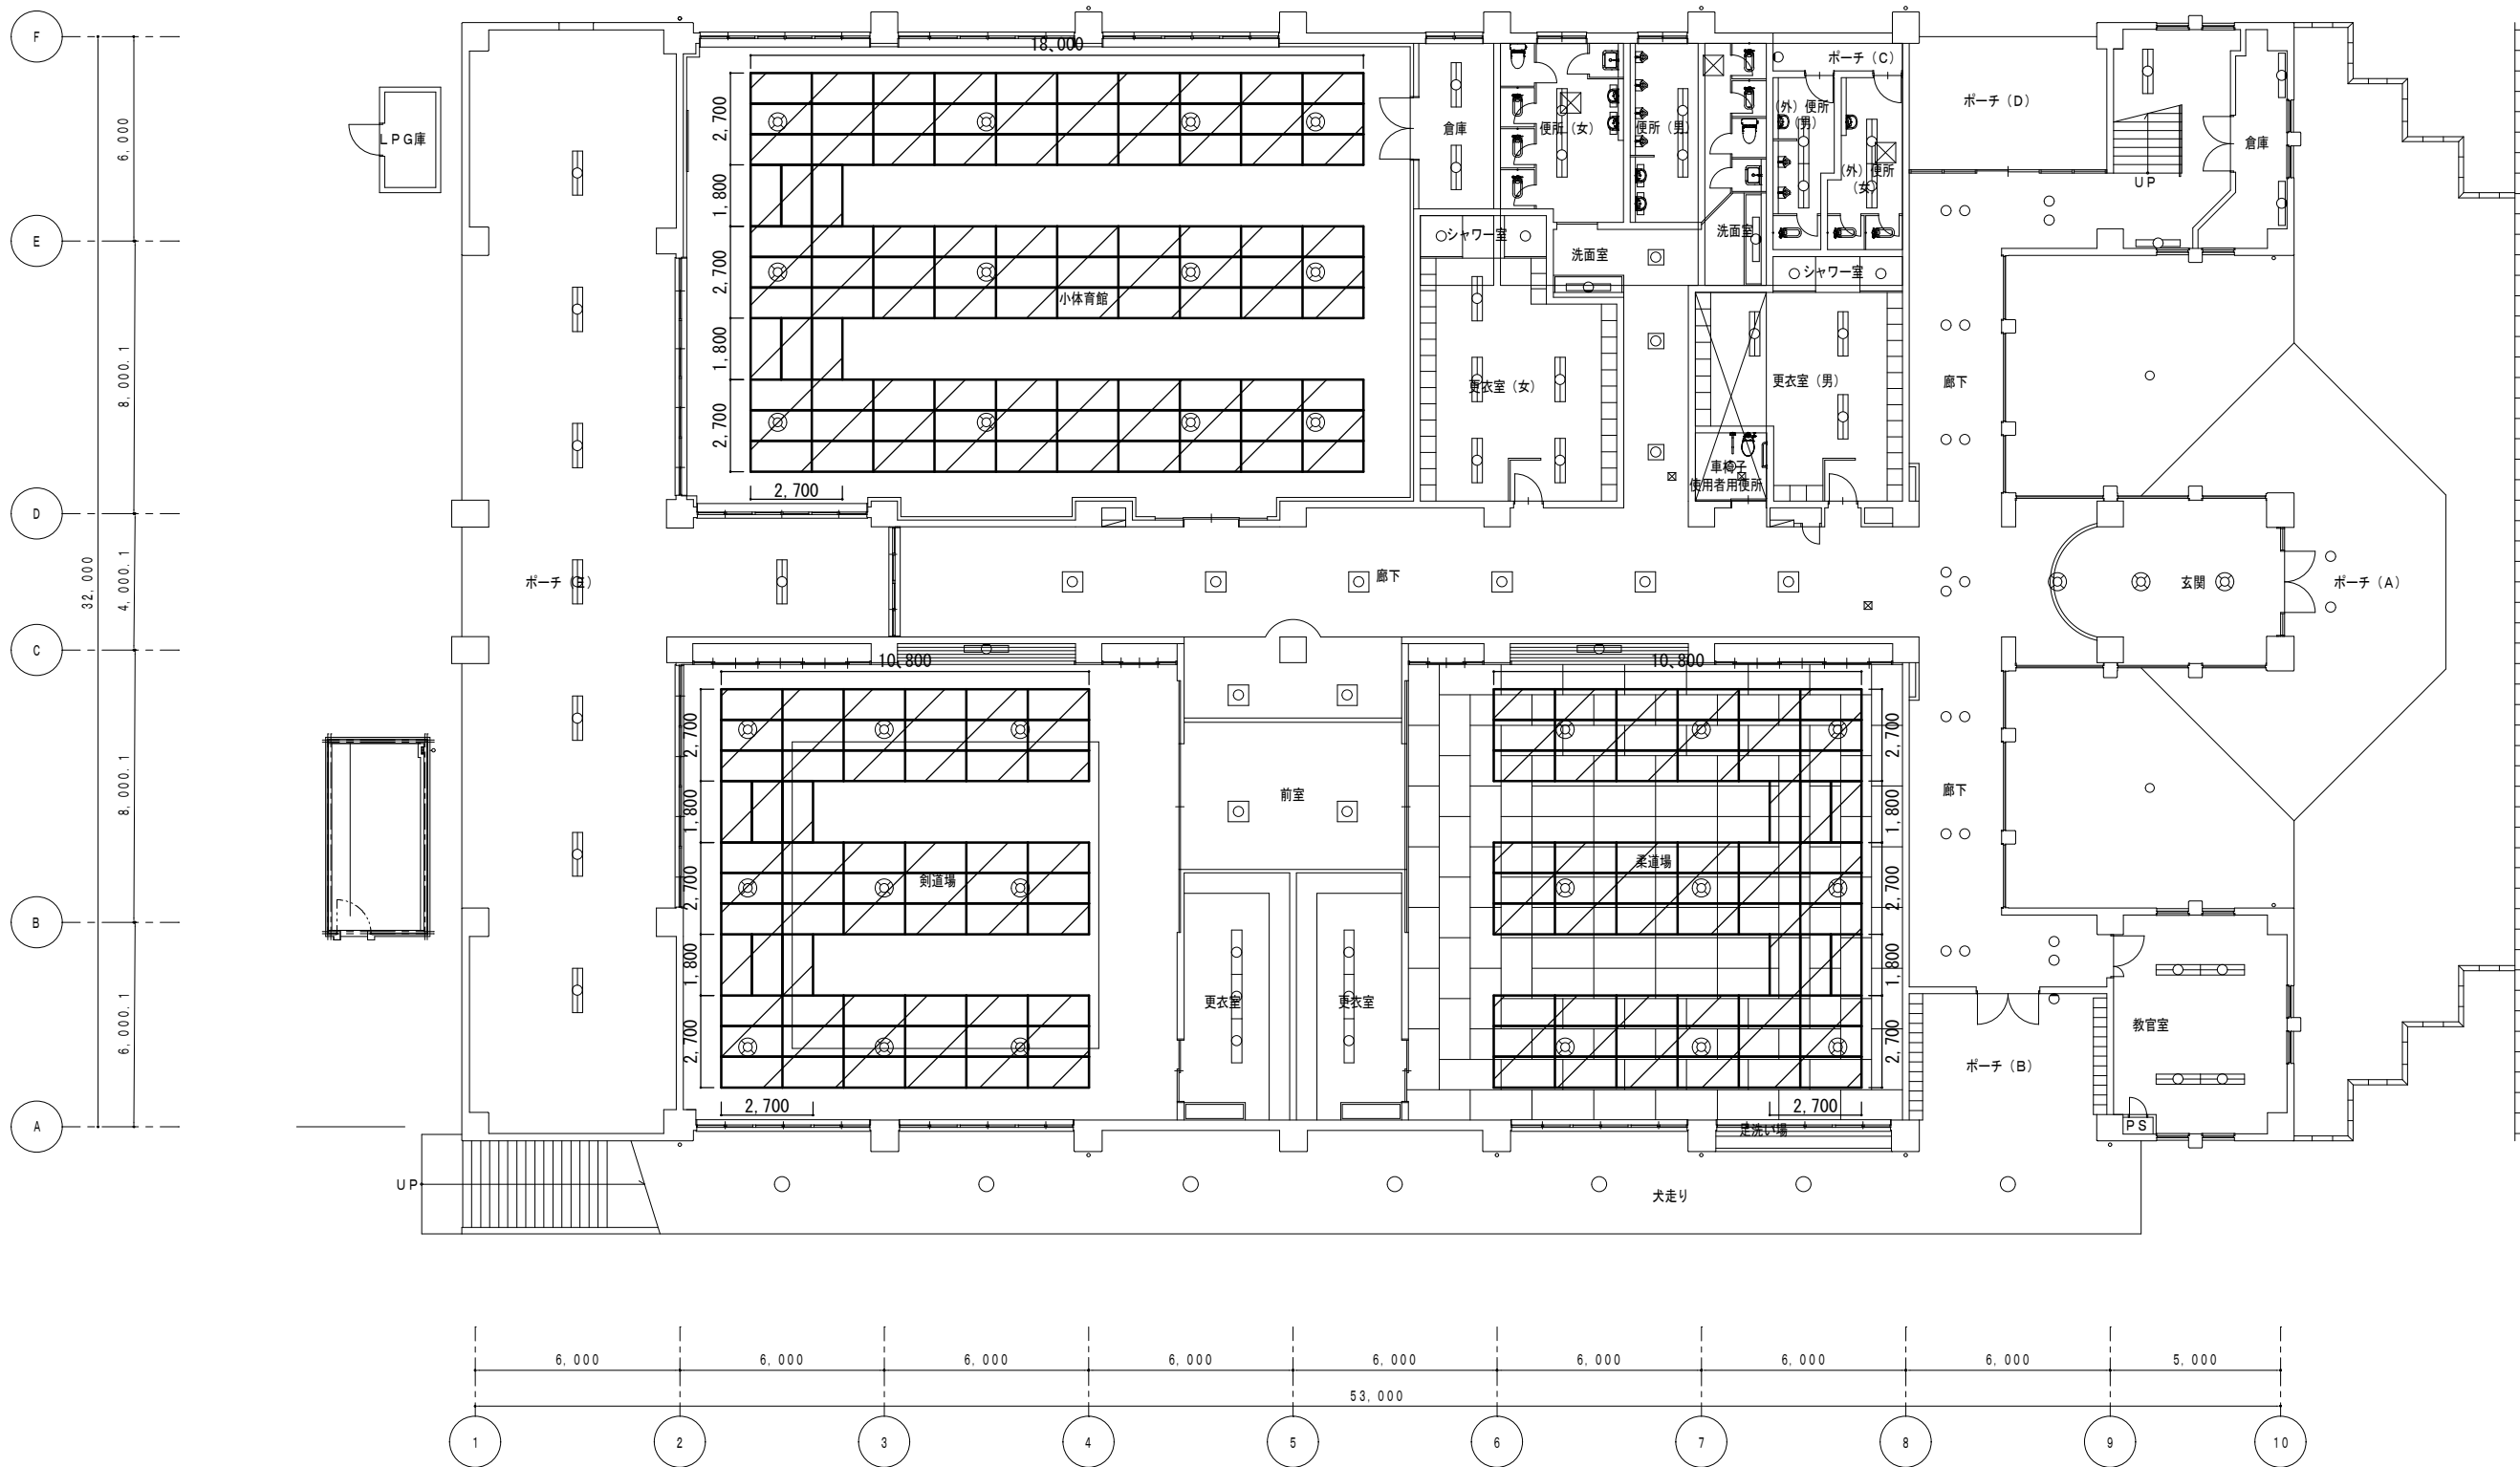 F
18,000
ポーチ（C）
2,700
6,000
ＬＰＧ庫
倉庫
便所（女）
便所（男）
（外）便所
（男）
ポーチ（D）
倉庫
（外）便所
（女）
UP
1,800
E
シャワー室
洗面室
洗面室
シャワー室
2,700
小体育館
8,000.1
1,800
更衣室（女）
更衣室（男）
廊下
2,700
車椅子
使用者用便所
2,700
D
32,000
4,000.1
ポーチ（E）
廊下
玄関
ポーチ（A）
C
10,800
10,800
2,700
2,700
8,000.1
1,800
前室
1,800
廊下
2,700
剣道場
柔道場
2,700
B
1,800
1,800
更衣室
更衣室
6,000.1
2,700
2,700
教官室
ポーチ（B）
2,700
2,700
A
足洗い場
PS
UP
犬走り
6,000
6,000
6,000
6,000
6,000
6,000
6,000
6,000
5,000
53,000
1
2
3
4
5
6
7
8
9
10